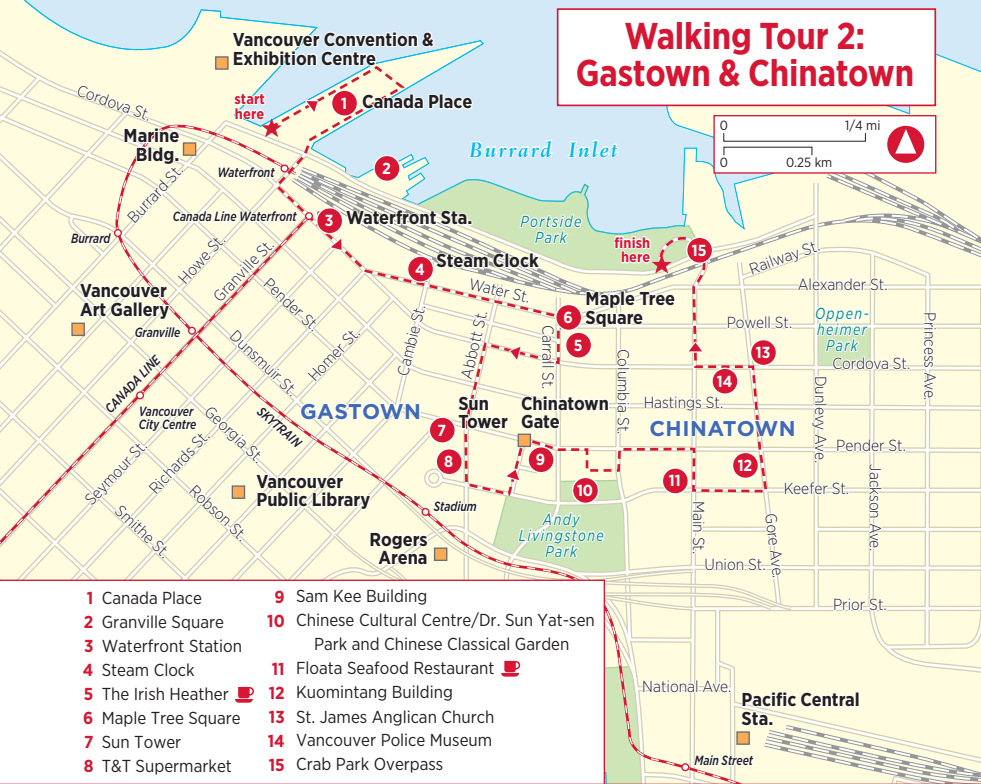 Walking Tour 2:
Gastown & Chinatown
0
1/4 mi
0
0.25 km
Vancouver Convention &
Exhibition Centre
start
here
1
Canada Place
Cordova St.
Marine
Bldg.
Waterfront
2
Burrard Inlet
Burrard St.
Canada Line Waterfront
3
Waterfront Sta.
Portside
Park
finish
here
15
Burrard
Howe St.
Granville St.
4
Steam Clock
Railway St.
Vancouver
Art Gallery
Pender St.
Water St.
Alexander St.
Maple Tree
Square
6
5
Granville
Dunsmuir St.
Homer St.
Cambie St.
Abbott St.
Carrall St.
Columbia St.
Powell St.
Oppen-
heimer
Park
Princess Ave.
13
Cordova St.
14
CANADA LINE
Vancouver
City Centre
SKYTRAIN
GASTOWN
Sun
Tower
Chinatown
Gate
Hastings St.
CHINATOWN
Dunlevy Ave.
7
8
9
10
11
12
Pender St.
Keefer St.
Jackson Ave.
Georgia St.
Seymour St.
Richards St.
Robson St.
Smithe St.
Vancouver
Public Library
Stadium
Andy
Livingstone
Park
Main St.
Gore Ave.
Rogers
Arena
Union St.
Prior St.
National Ave.
Pacific Central
Sta.
Main Street
1 Canada Place
2 Granville Square
3 Waterfront Station
4 Steam Clock
5 The Irish Heather
6 Maple Tree Square
7 Sun Tower
8 T&T Supermarket
9 Sam Kee Building
10 Chinese Cultural Centre/Dr. Sun Yat-sen
Park and Chinese Classical Garden
11 Floata Seafood Restaurant
12 Kuomintang Building
13 St. James Anglican Church
14 Vancouver Police Museum
15 Crab Park Overpass